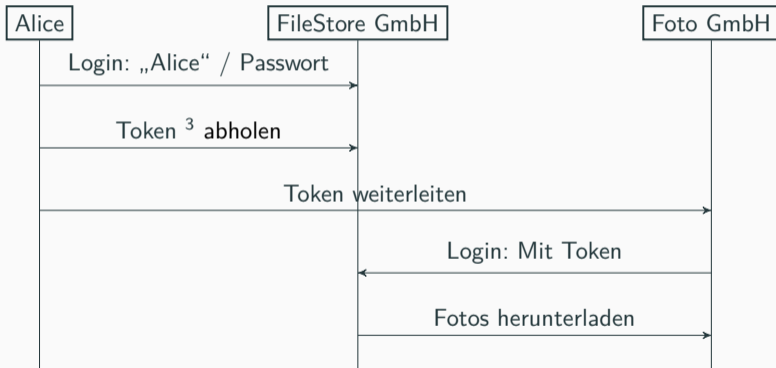 Alice
FileStore GmbH
Foto GmbH
Login: „Alice“ / Passwort
Token ³ abholen
Token weiterleiten
Login: Mit Token
Fotos herunterladen